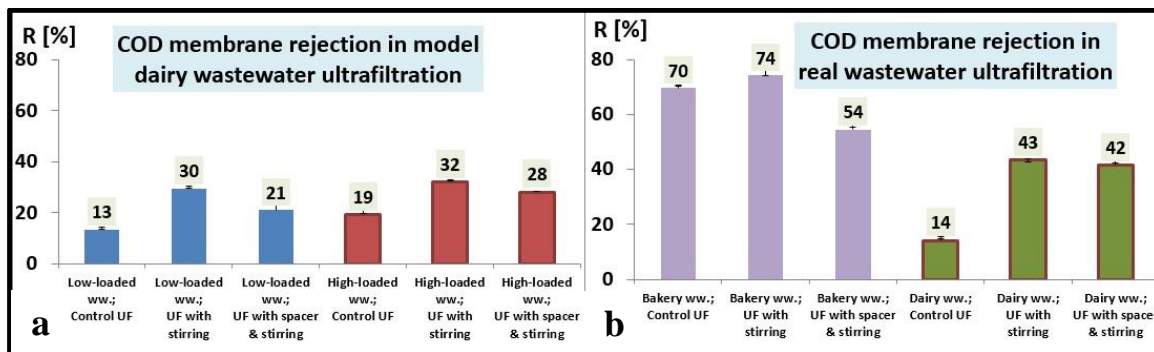 R [%]
COD membrane rejection in model
dairy wastewater ultrafiltration
80
60
40
20
0
13
30
21
19
32
28
Low-loaded
ww.;
Control UF
Low-loaded
ww.;
UF with
stirring
Low-loaded
ww.;
UF with spacer
& stirring
High-loaded
ww.;
Control UF
High-loaded
ww.;
UF with
stirring
High-loaded
ww.;
UF with spacer
& stirring
a
R [%]
COD membrane rejection in
real wastewater ultrafiltration
80
60
40
20
0
70
74
54
14
43
42
Bakery ww.;
Control UF
Bakery ww.;
UF with
stirring
Bakery ww.;
UF with spacer
& stirring
Dairy ww.;
Control UF
Dairy ww.;
UF with
stirring
Dairy ww.;
UF with spacer
& stirring
b